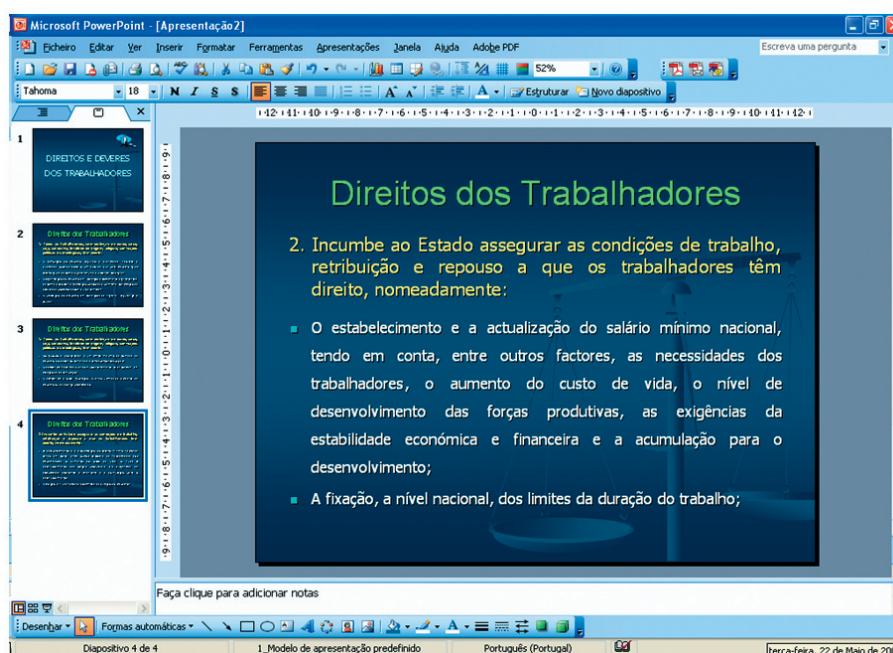 Microsoft PowerPoint - [Apresentação2]
Ficheiro Editar Ver Inserir Formatar Ferramentas Apresentações Janela Ajuda Adobe PDF
Escreva uma pergunta
52%
Tahoma 18 N I S S Estruturar Novo diapositivo
1
DIREITOS E DEVERES
DOS TRABALHADORES
2
Direitos dos Trabalhadores
3
Direitos dos Trabalhadores
4
Direitos dos Trabalhadores
Direitos dos Trabalhadores
2. Incumbe ao Estado assegurar as condições de trabalho,
retribuição e repouso a que os trabalhadores têm
direito, nomeadamente:
O estabelecimento e a actualização do salário mínimo nacional,
tendo em conta, entre outros factores, as necessidades dos
trabalhadores, o aumento do custo de vida, o nível de
desenvolvimento das forças produtivas, as exigências da
estabilidade económica e financeira e a acumulação para o
desenvolvimento;
A fixação, a nível nacional, dos limites da duração do trabalho;
Faça clique para adicionar notas
Desenhar Formas automáticas
Diapositivo 4 de 4 1_Modelo de apresentação predefinido Português (Portugal)
terça-feira, 22 de Maio de 20